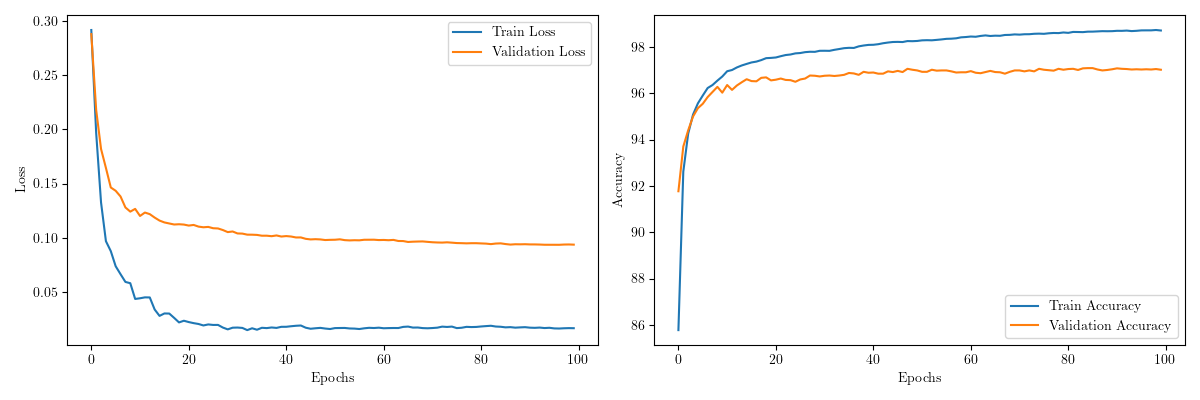 0.30
0.25
0.20
0.15
0.10
0.05
Loss
0 20 40 60 80 100
Epochs
Train Loss
Validation Loss
98
96
94
92
90
88
86
Accuracy
0 20 40 60 80 100
Epochs
Train Accuracy
Validation Accuracy